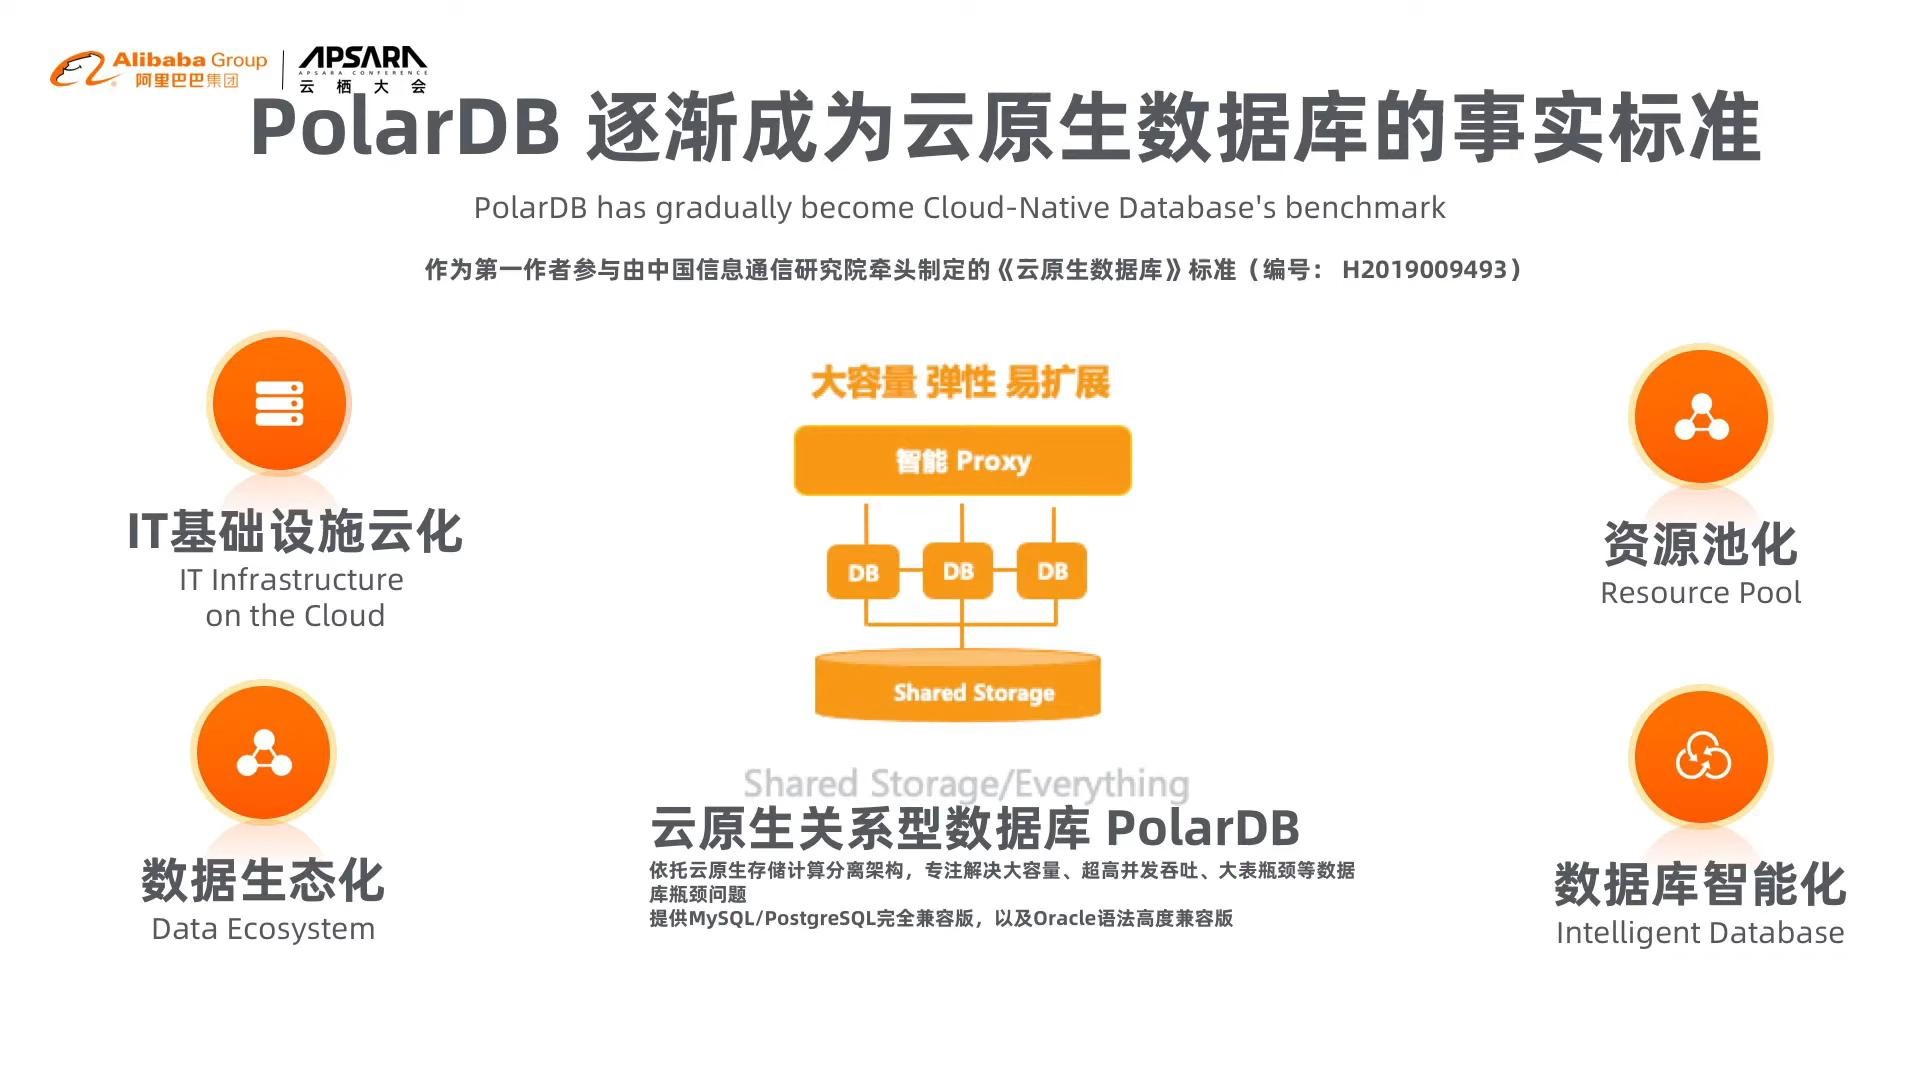 Alibaba Group
阿里巴巴集团
APSARA
APSARA CONFERENCE
云栖大会
PolarDB 逐渐成为云原生数据库的事实标准
PolarDB has gradually become Cloud-Native Database's benchmark
作为第一作者参与由中国信息通信研究院牵头制定的《云原生数据库》标准（编号： H2019009493）
IT基础设施云化
IT Infrastructure
on the Cloud
数据生态化
Data Ecosystem
大容量 弹性 易扩展
智能 Proxy
DB
DB
DB
Shared Storage
Shared Storage/Everything
云原生关系型数据库 PolarDB
依托云原生存储计算分离架构，专注解决大容量、超高并发吞吐、大表瓶颈等数据
库瓶颈问题
提供MySQL/PostgreSQL完全兼容版，以及Oracle语法高度兼容版
资源池化
Resource Pool
数据库智能化
Intelligent Database